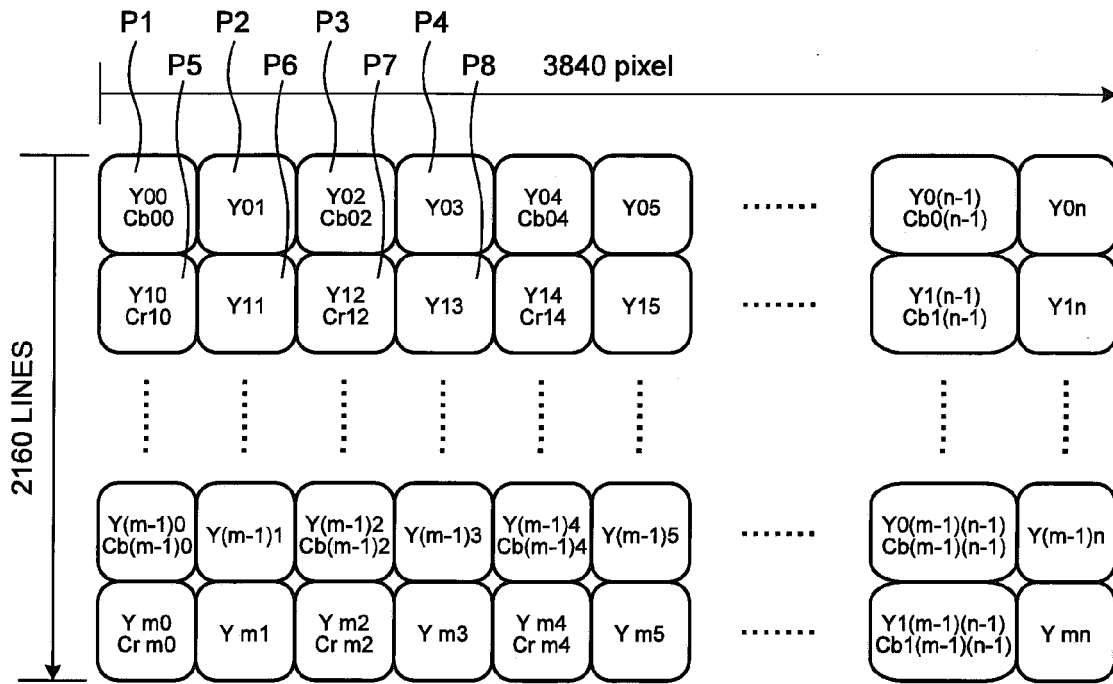 P1 P2 P3 P4
P5 P6 P7 P8 3840 pixel
2160 LINES
Y00 Y01 Y02 Y03 Y04 Y05 ........ Y0(n-1) Y0n
Cb00 Cb02 Cb04 Cb0(n-1)
Y10 Y11 Y12 Y13 Y14 Y15 ........ Y1(n-1) Y1n
Cr10 Cr12 Cr14 Cb1(n-1)
Y(m-1)0 Y(m-1)1 Y(m-1)2 Y(m-1)3 Y(m-1)4 Y(m-1)5 ........ Y0(m-1)(n-1) Y(m-1)n
Cb(m-1)0 Cb(m-1)2 Cb(m-1)4 Cb(m-1)(n-1)
Y m0 Y m1 Y m2 Y m3 Y m4 Y m5 ........ Y1(m-1)(n-1) Y mn
Cr m0 Cr m2 Cr m4 Cb1(m-1)(n-1)